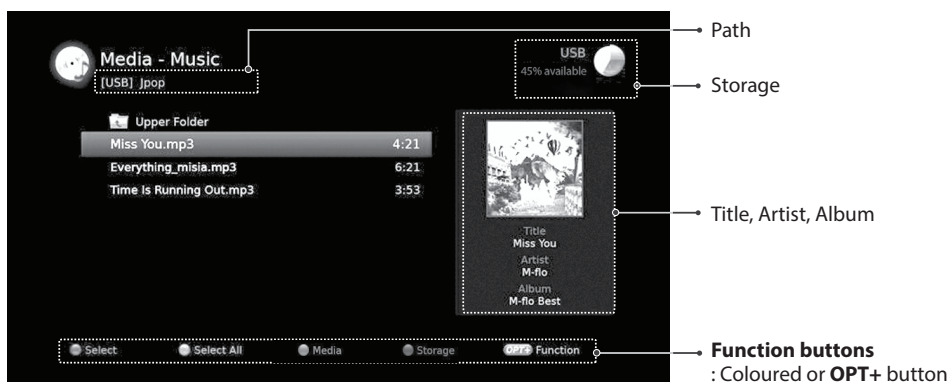 Media - Music
[USB] Jpop
USB
45% available
Upper Folder
Miss You.mp3 4:21
Everything_misia.mp3 6:21
Time Is Running Out.mp3 3:53
Title
Miss You
Artist
M-flo
Album
M-flo Best
Select Select All Media Storage OPT+ Function
Path
Storage
Title, Artist, Album
Function buttons
: Coloured or OPT+ button